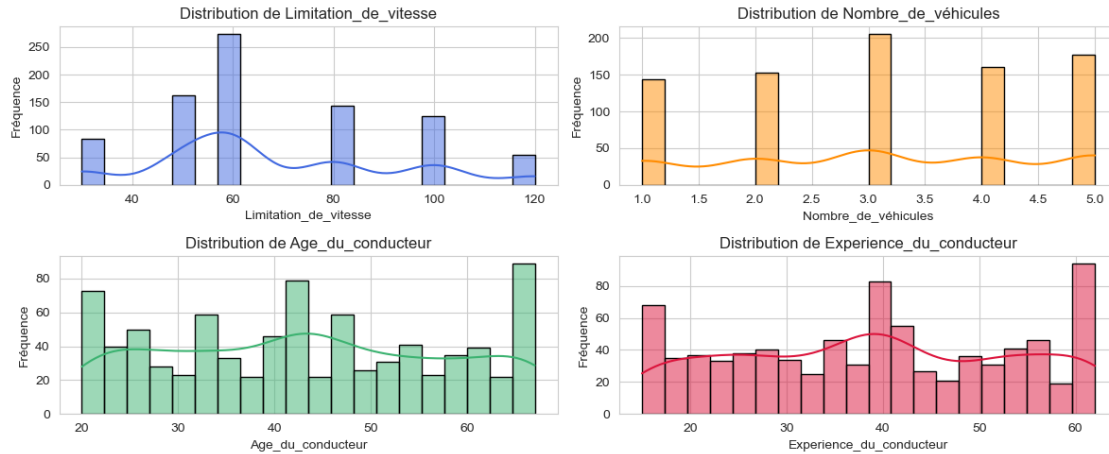 Distribution de Limitation_de_vitesse
Fréquence
250
200
150
100
50
0
40 60 80 100 120
Limitation_de_vitesse
Distribution de Nombre_de_véhicules
Fréquence
200
150
100
50
0
1.0 1.5 2.0 2.5 3.0 3.5 4.0 4.5 5.0
Nombre_de_véhicules
Distribution de Age_du_conducteur
Fréquence
80
60
40
20
0
20 30 40 50 60
Age_du_conducteur
Distribution de Experience_du_conducteur
Fréquence
80
60
40
20
0
20 30 40 50 60
Experience_du_conducteur